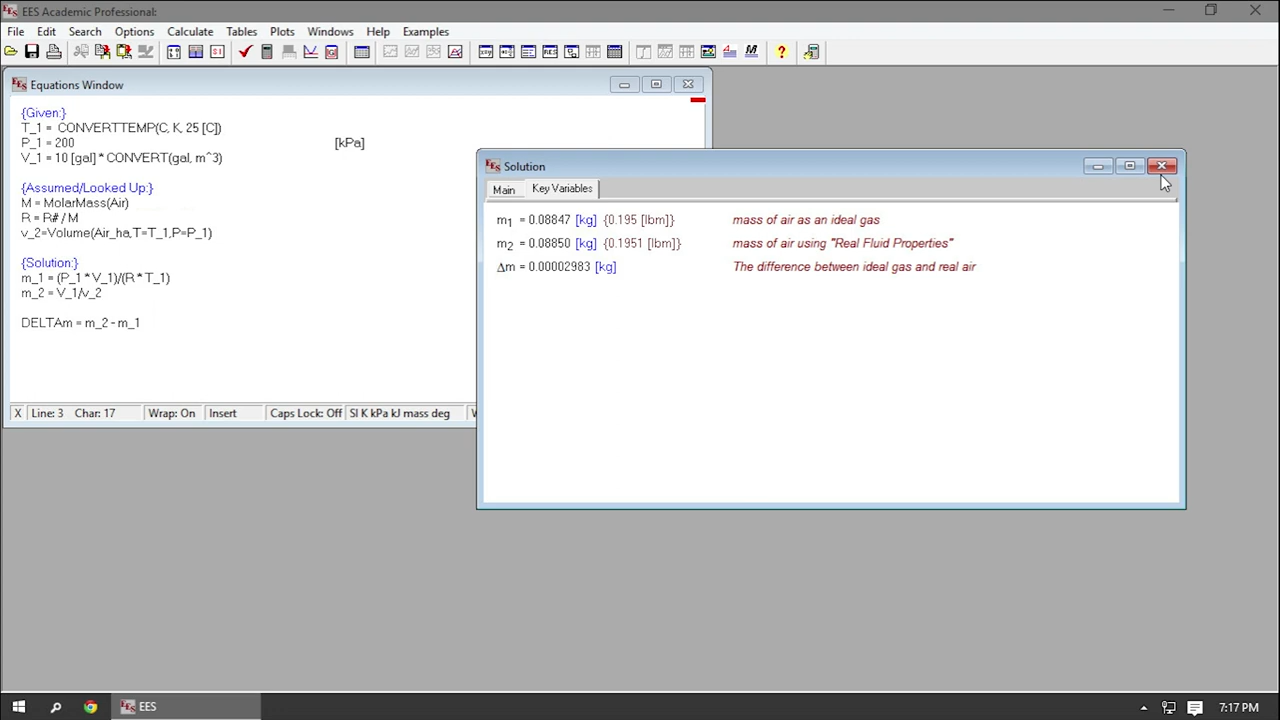 EES Academic Professional:
File Edit Search Options Calculate Tables Plots Windows Help Examples
Equations Window
{Given:}
T_1 = CONVERTTEMP(C, K, 25 [C])
P_1 = 200 [kPa]
V_1 = 10 [gal] * CONVERT(gal, m^3)
{Assumed/Looked Up:}
M = MolarMass(Air)
R = R# / M
v_2=Volume(Air_ha,T=T_1,P=P_1)
{Solution:}
m_1 = (P_1 * V_1)/(R * T_1)
m_2 = V_1/v_2
DELTAm = m_2 - m_1
X Line: 3 Char: 17 Wrap: On Insert Caps Lock: Off SI K kPa kJ mass deg
Solution
Main Key Variables
m1 = 0.08847 [kg] {0.195 [lbm]} mass of air as an ideal gas
m2 = 0.08850 [kg] {0.1951 [lbm]} mass of air using "Real Fluid Properties"
Δm = 0.00002983 [kg] The difference between ideal gas and real air
EES
7:17 PM